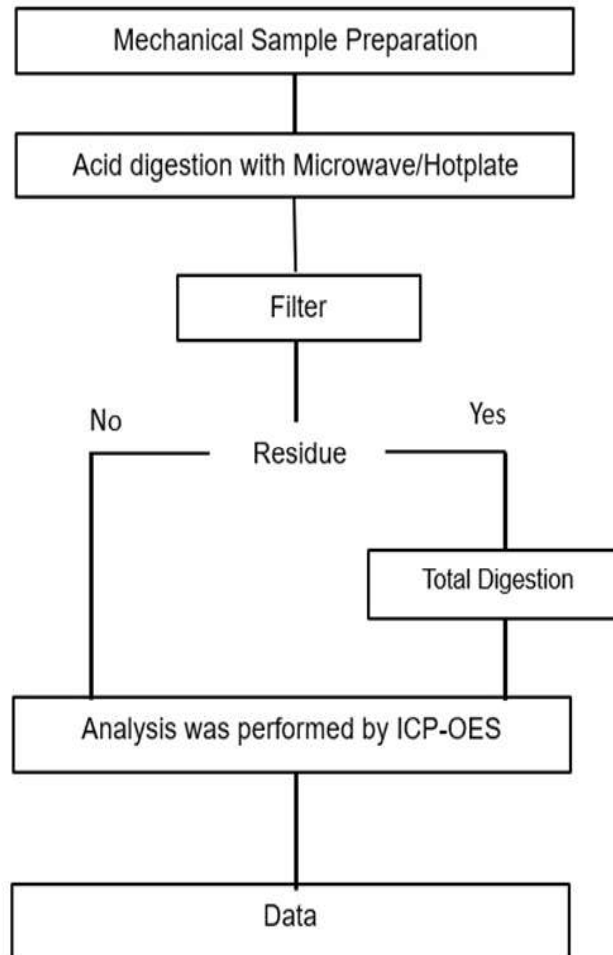 Mechanical Sample Preparation
Acid digestion with Microwave/Hotplate
Filter
No
Yes
Residue
Total Digestion
Analysis was performed by ICP-OES
Data